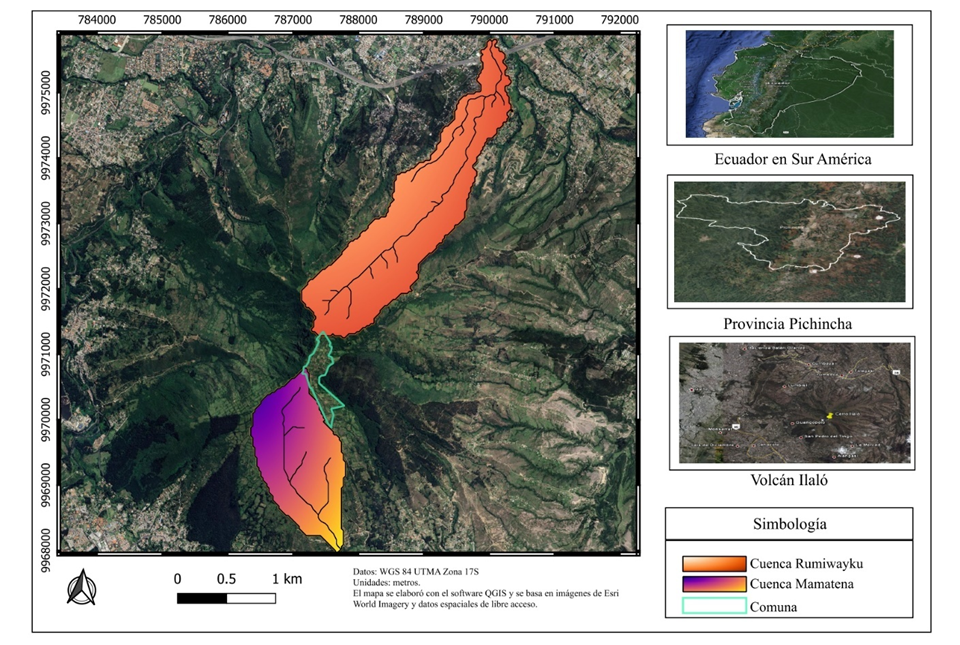 784000 785000 786000 787000 788000 789000 790000 791000 792000
9975000
9974000
9973000
9972000
9971000
9970000
9969000
9968000
Ecuador en Sur América
Provincia Pichincha
Volcán Ilaló
Simbología
Cuenca Rumiwayku
Cuenca Mamatena
Comuna
0 0.5 1 km
Datos: WGS 84 UTMA Zona 17S
Unidades: metros.
El mapa se elaboró con el software QGIS y se basa en imágenes de Esri
World Imagery y datos espaciales de libre acceso.